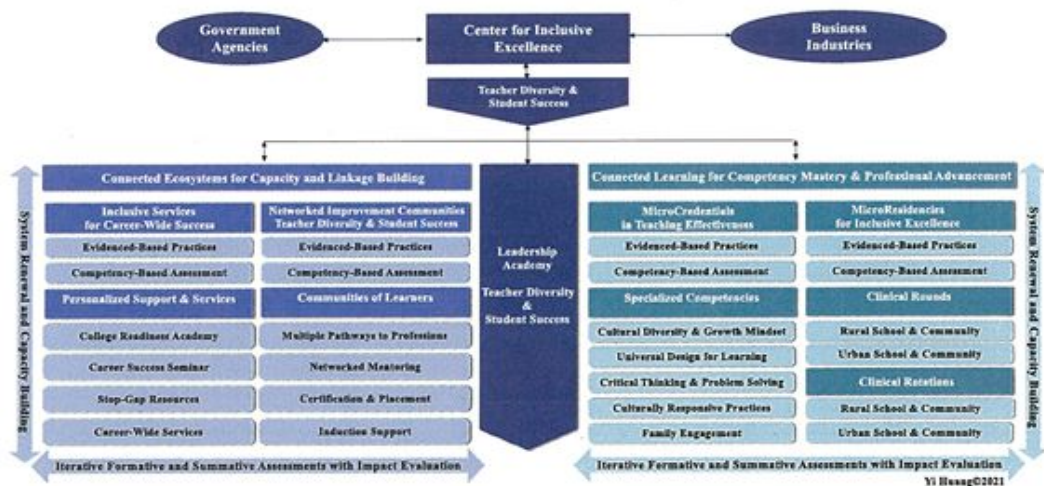 Government
Agencies
Center for Inclusive
Excellence
Business
Industries
Teacher Diversity &
Student Success
Connected Ecosystems for Capacity and Linkage Building
Inclusive Services
for Career-Wide Success
Networked Improvement Communities
Teacher Diversity & Student Success
Evidenced-Based Practices
Evidenced-Based Practices
Competency-Based Assessment
Competency-Based Assessment
Personalized Support & Services
Communities of Learners
College Readiness Academy
Multiple Pathways to Professions
Career Success Seminar
Networked Mentoring
Stop-Gap Resources
Certification & Placement
Career-Wide Services
Induction Support
Iterative Formative and Summative Assessments with Impact Evaluation
System Renewal and Capacity Building
Leadership
Academy
Teacher Diversity
&
Student Success
Connected Learning for Competency Mastery & Professional Advancement
MicroCredentials
in Teaching Effectiveness
MicroResidencies
for Inclusive Excellence
Evidenced-Based Practices
Evidenced-Based Practices
Competency-Based Assessment
Competency-Based Assessment
Specialized Competencies
Clinical Rounds
Cultural Diversity & Growth Mindset
Rural School & Community
Universal Design for Learning
Urban School & Community
Critical Thinking & Problem Solving
Clinical Rotations
Culturally Responsive Practices
Rural School & Community
Family Engagement
Urban School & Community
Iterative Formative and Summative Assessments with Impact Evaluation
System Renewal and Capacity Building
Yi Huang©2021